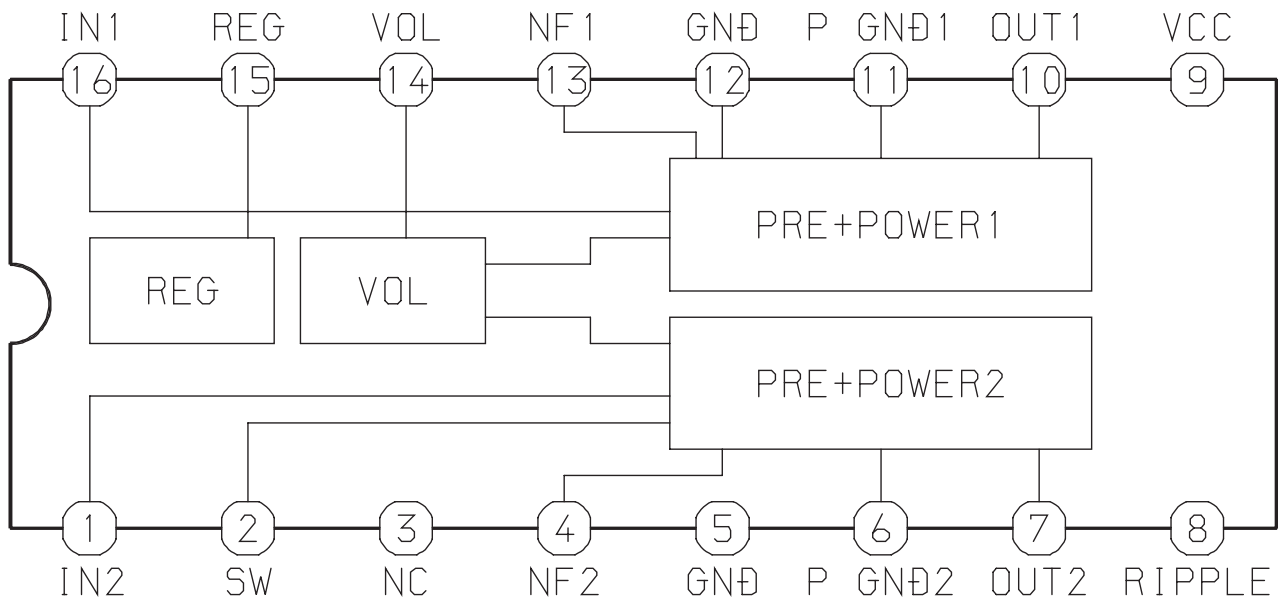 IN1 REG VOL NF1 GND P GND1 OUT1 VCC
16 15 14 13 12 11 10 9
PRE+POWER1
REG VOL
PRE+POWER2
1 2 3 4 5 6 7 8
IN2 SW NC NF2 GND P GND2 OUT2 RIPPLE